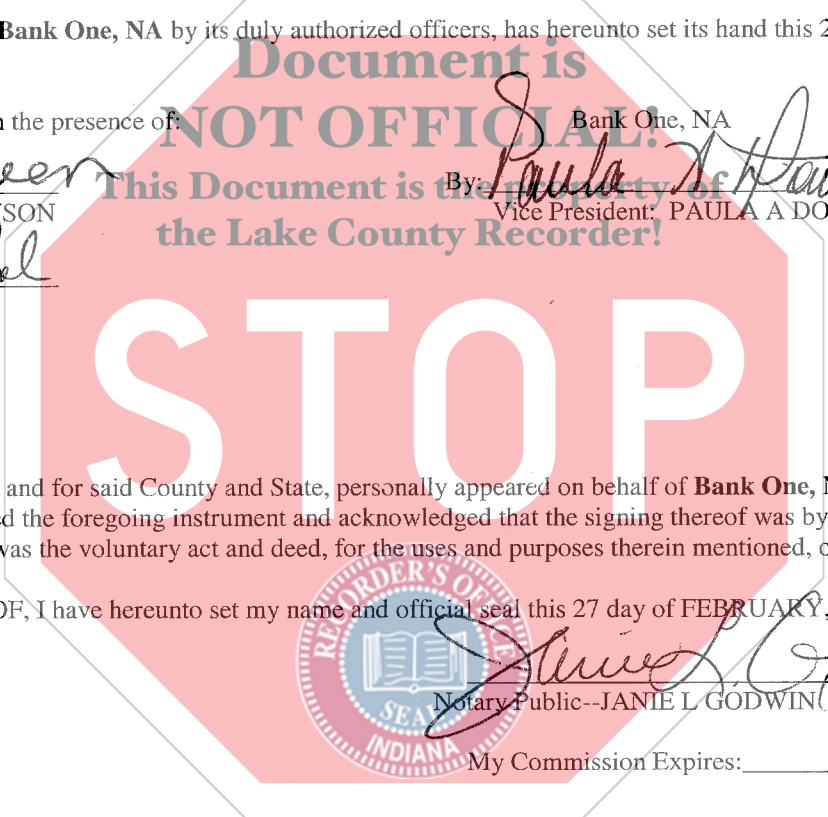 Bank One, NA by its duly authorized officers, has hereunto set its hand this 2
Document is
the presence of:
Bank One, NA
NOT OFFICIAL!
This Document is the property of
By: Paula A
SON
Vice President: PAULA A DO
the Lake County Recorder!
STOP
and for said County and State, personally appeared on behalf of Bank One,
d the foregoing instrument and acknowledged that the signing thereof was by
was the voluntary act and deed, for the uses and purposes therein mentioned,
OF, I have hereunto set my name and official seal this 27 day of FEBRUARY,
RECORDER'S OFFICE
SEAL
INDIANA
Janie L.
Notary Public--JANIE L GODWIN
My Commission Expires: